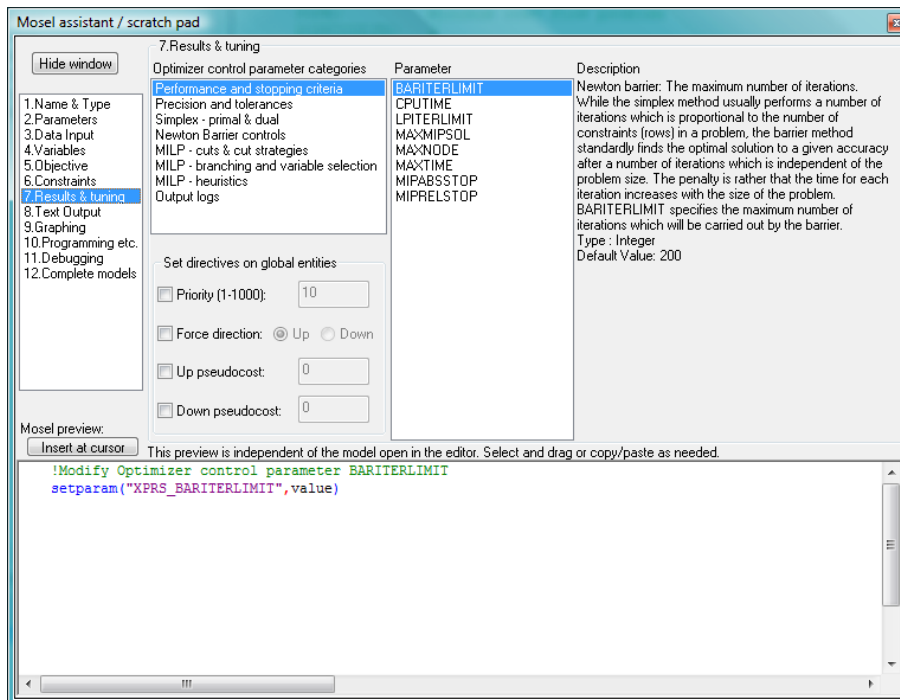 Mosel assistant / scratch pad
Hide window
1.Name & Type
2.Parameters
3.Data Input
4.Variables
5.Objective
6.Constraints
7.Results & tuning
8.Text Output
9.Graphing
10.Programming etc.
11.Debugging
12.Complete models
7.Results & tuning
Optimizer control parameter categories
Performance and stopping criteria
Precision and tolerances
Simplex - primal & dual
Newton Barrier controls
MILP - cuts & cut strategies
MILP - branching and variable selection
MILP - heuristics
Output logs
Set directives on global entities
Priority (1-1000): 10
Force direction: Up Down
Up pseudocost: 0
Down pseudocost: 0
Parameter
BARITERLIMIT
CPUTIME
LPITERLIMIT
MAXMIPSOL
MAXNODE
MAXTIME
MIPABSSTOP
MIPRELSTOP
Description
Newton barrier: The maximum number of iterations.
While the simplex method usually performs a number of
iterations which is proportional to the number of
constraints (rows) in a problem, the barrier method
standardly finds the optimal solution to a given accuracy
after a number of iterations which is independent of the
problem size. The penalty is rather that the time for each
iteration increases with the size of the problem.
BARITERLIMIT specifies the maximum number of
iterations which will be carried out by the barrier.
Type : Integer
Default Value: 200
Mosel preview:
Insert at cursor
This preview is independent of the model open in the editor. Select and drag or copy/paste as needed.
!Modify Optimizer control parameter BARITERLIMIT
setparam("XPRS_BARITERLIMIT",value)